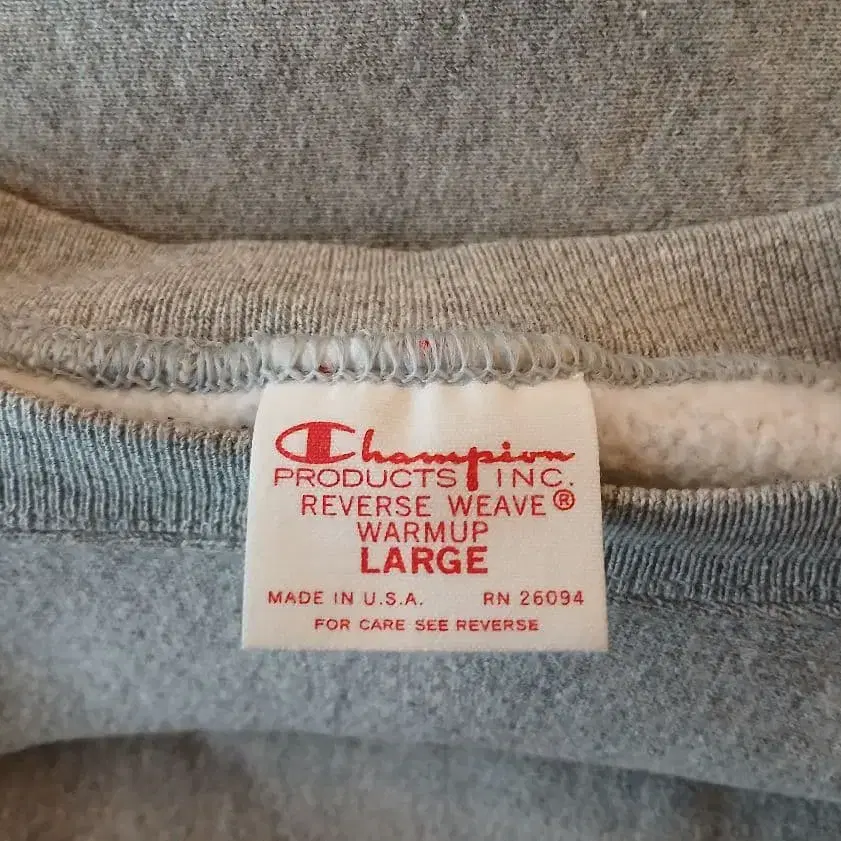 Champion
PRODUCTS INC.
REVERSE WEAVE®
WARMUP
LARGE
MADE IN U.S.A. RN 26094
FOR CARE SEE REVERSE